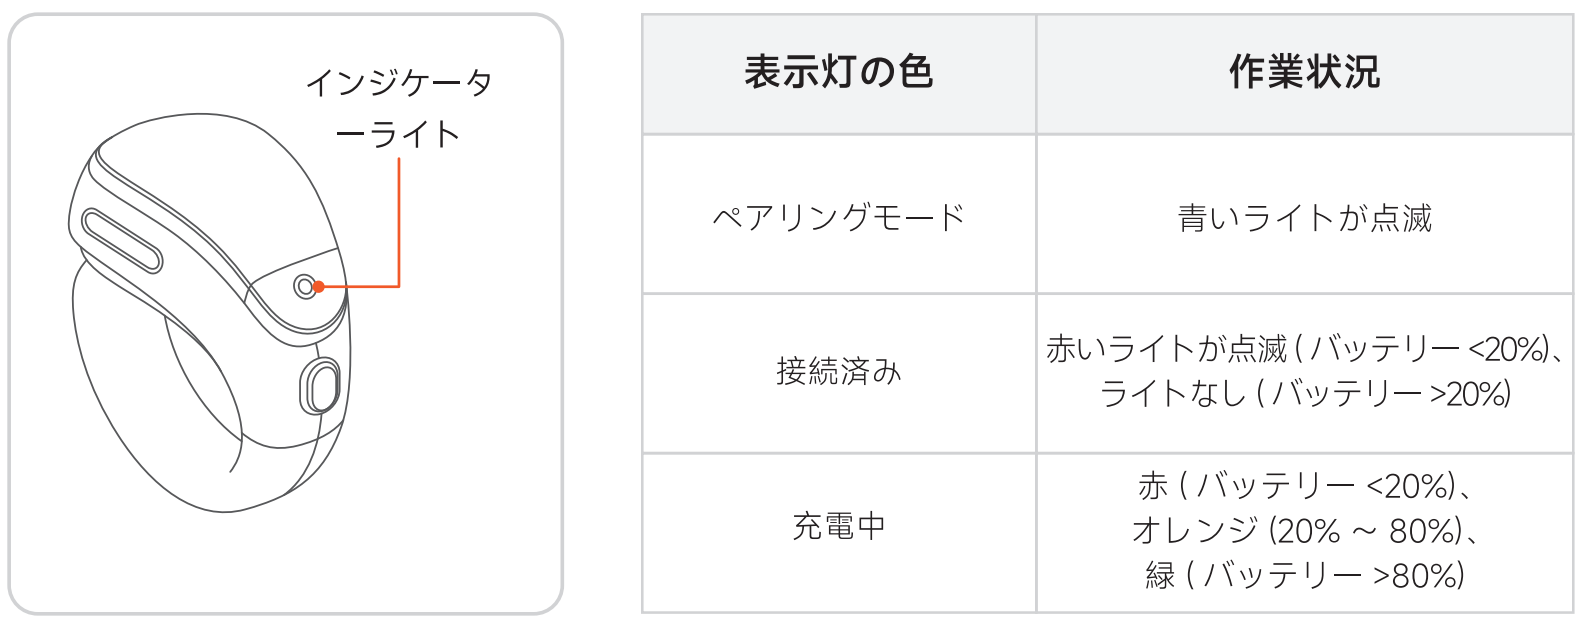 インジケータ
ーライト
表示灯の色
作業状況
ペアリングモード
青いライトが点滅
接続済み
赤いライトが点滅 ( バッテリー <20%)、
ライトなし ( バッテリー >20%)
充電中
赤 ( バッテリー <20%)、
オレンジ (20% ～ 80%)、
緑 ( バッテリー >80%)